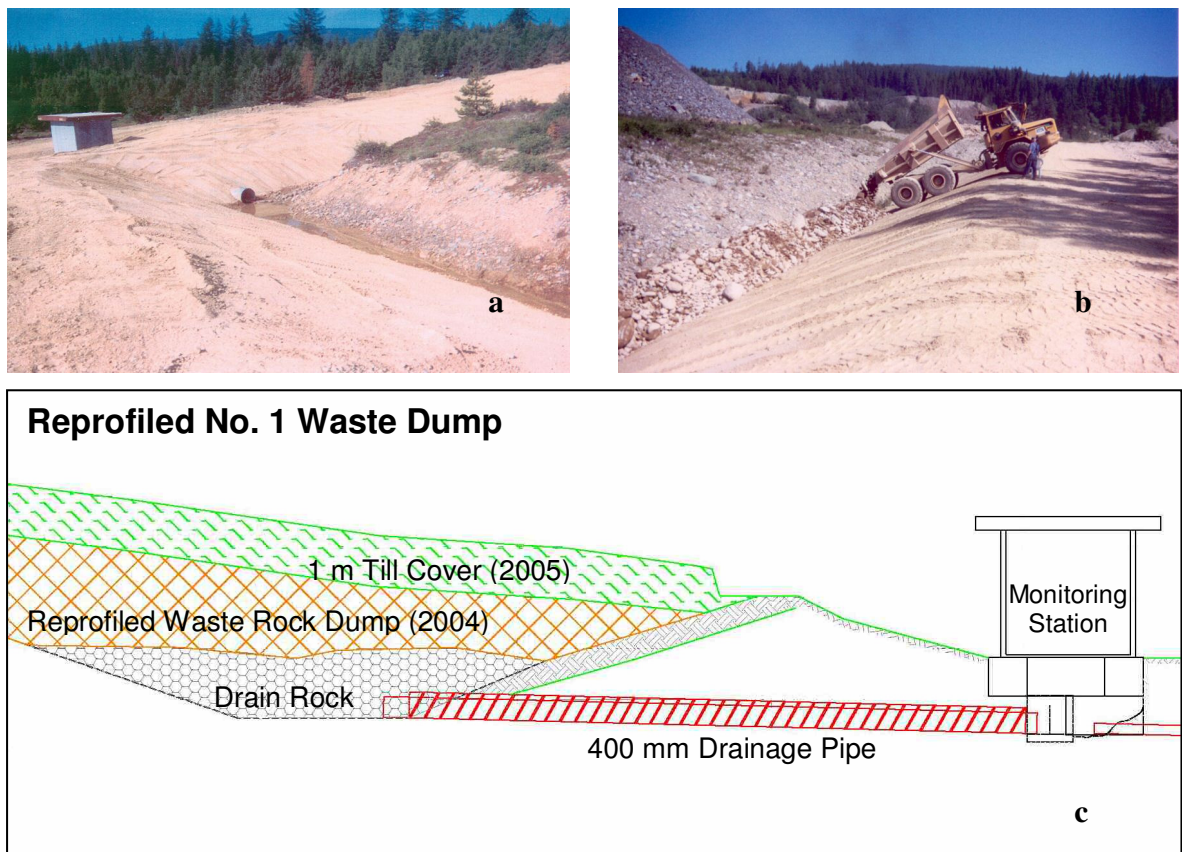 a
b
Reprofiled No. 1 Waste Dump
1 m Till Cover (2005)
Monitoring
Station
Reprofiled Waste Rock Dump (2004)
Drain Rock
400 mm Drainage Pipe
c